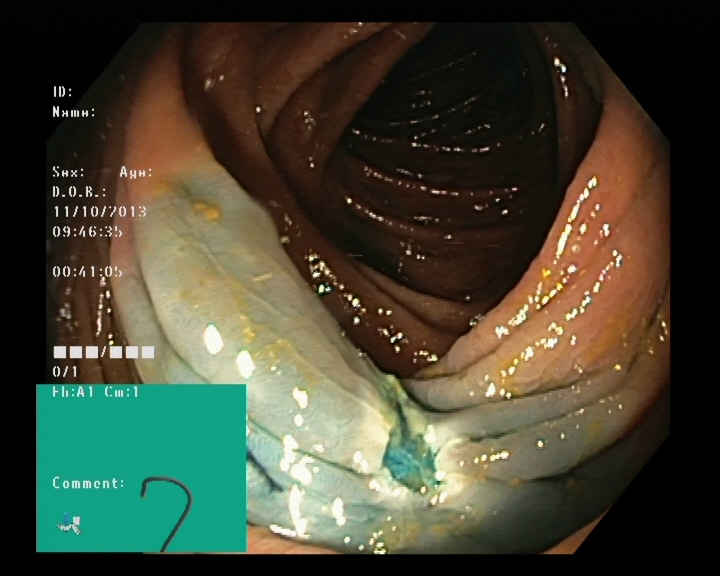 ID:
Name:
Sex: Age:
D.O.B.:
11/10/2013
09:46:35
00:41:05
■■■/■■■
0/1
Eh:A1 Cm:1
Comment: